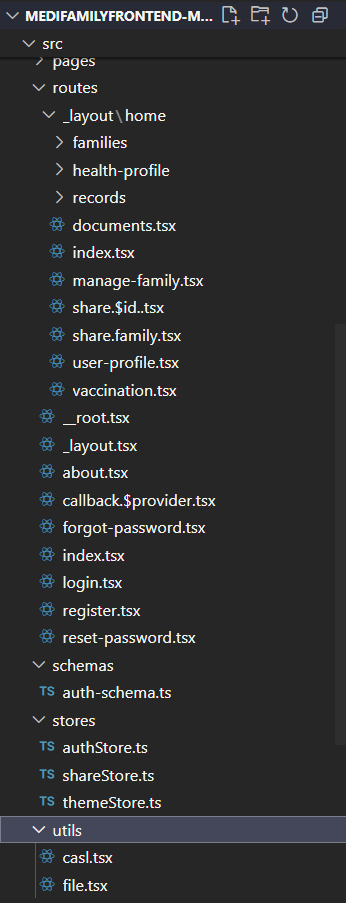 MEDIFAMILYFRONTEND-M...
src
pages
routes
_layout\home
families
health-profile
records
documents.tsx
index.tsx
manage-family.tsx
share.$id..tsx
share.family.tsx
user-profile.tsx
vaccination.tsx
__root.tsx
_layout.tsx
about.tsx
callback.$provider.tsx
forgot-password.tsx
index.tsx
login.tsx
register.tsx
reset-password.tsx
schemas
TS auth-schema.ts
stores
TS authStore.ts
TS shareStore.ts
TS themeStore.ts
utils
casl.tsx
file.tsx